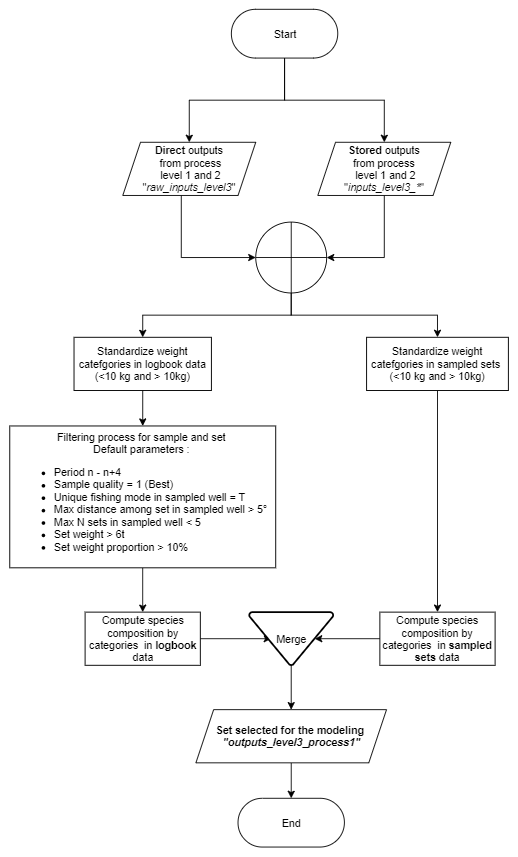 Start
Direct outputs
from process
level 1 and 2
"raw_inputs_level3"
Stored outputs
from process
level 1 and 2
"inputs_level3_*"
Standardize weight
catefgories in logbook data
(<10 kg and > 10kg)
Standardize weight
catefgories in sampled sets
(<10 kg and > 10kg)
Filtering process for sample and set
Default parameters :
• Period n - n+4
• Sample quality = 1 (Best)
• Unique fishing mode in sampled well = T
• Max distance among set in sampled well > 5°
• Max N sets in sampled well < 5
• Set weight > 6t
• Set weight proportion > 10%
Compute species
composition by
categories in logbook
data
Merge
Compute species
composition by
categories in sampled
sets data
Set selected for the modeling
"outputs_level3_process1"
End